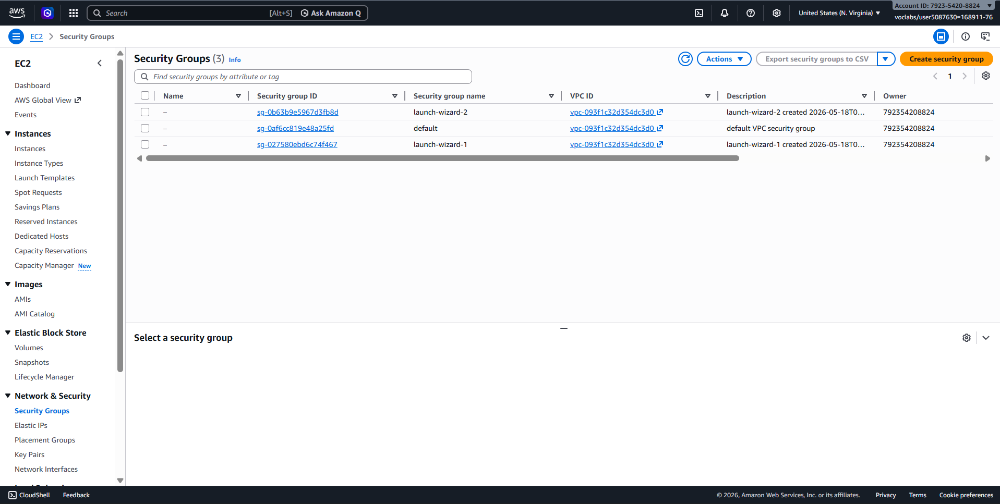 aws
Search [Alt+S] Ask Amazon Q
United States (N. Virginia)
Account ID: 7923-5420-8824
voclabs/user5087630=168911-76
EC2 > Security Groups
EC2
Dashboard
AWS Global View
Events
Instances
Instances
Instance Types
Launch Templates
Spot Requests
Savings Plans
Reserved Instances
Dedicated Hosts
Capacity Reservations
Capacity Manager New
Images
AMIs
AMI Catalog
Elastic Block Store
Volumes
Snapshots
Lifecycle Manager
Network & Security
Security Groups
Elastic IPs
Placement Groups
Key Pairs
Network Interfaces
Security Groups (3) Info
Actions
Export security groups to CSV
Create security group
Find security groups by attribute or tag
1
Name Security group ID Security group name VPC ID Description Owner
– sg-0b63b9e5967d3fb8d launch-wizard-2 vpc-093f1c32d354dc3d0 launch-wizard-2 created 2026-05-18T0... 792354208824
– sg-0af6cc819e48a25fd default vpc-093f1c32d354dc3d0 default VPC security group 792354208824
– sg-027580ebd6c74f467 launch-wizard-1 vpc-093f1c32d354dc3d0 launch-wizard-1 created 2026-05-18T0... 792354208824
Select a security group
CloudShell Feedback
© 2026, Amazon Web Services, Inc. or its affiliates. Privacy Terms Cookie preferences